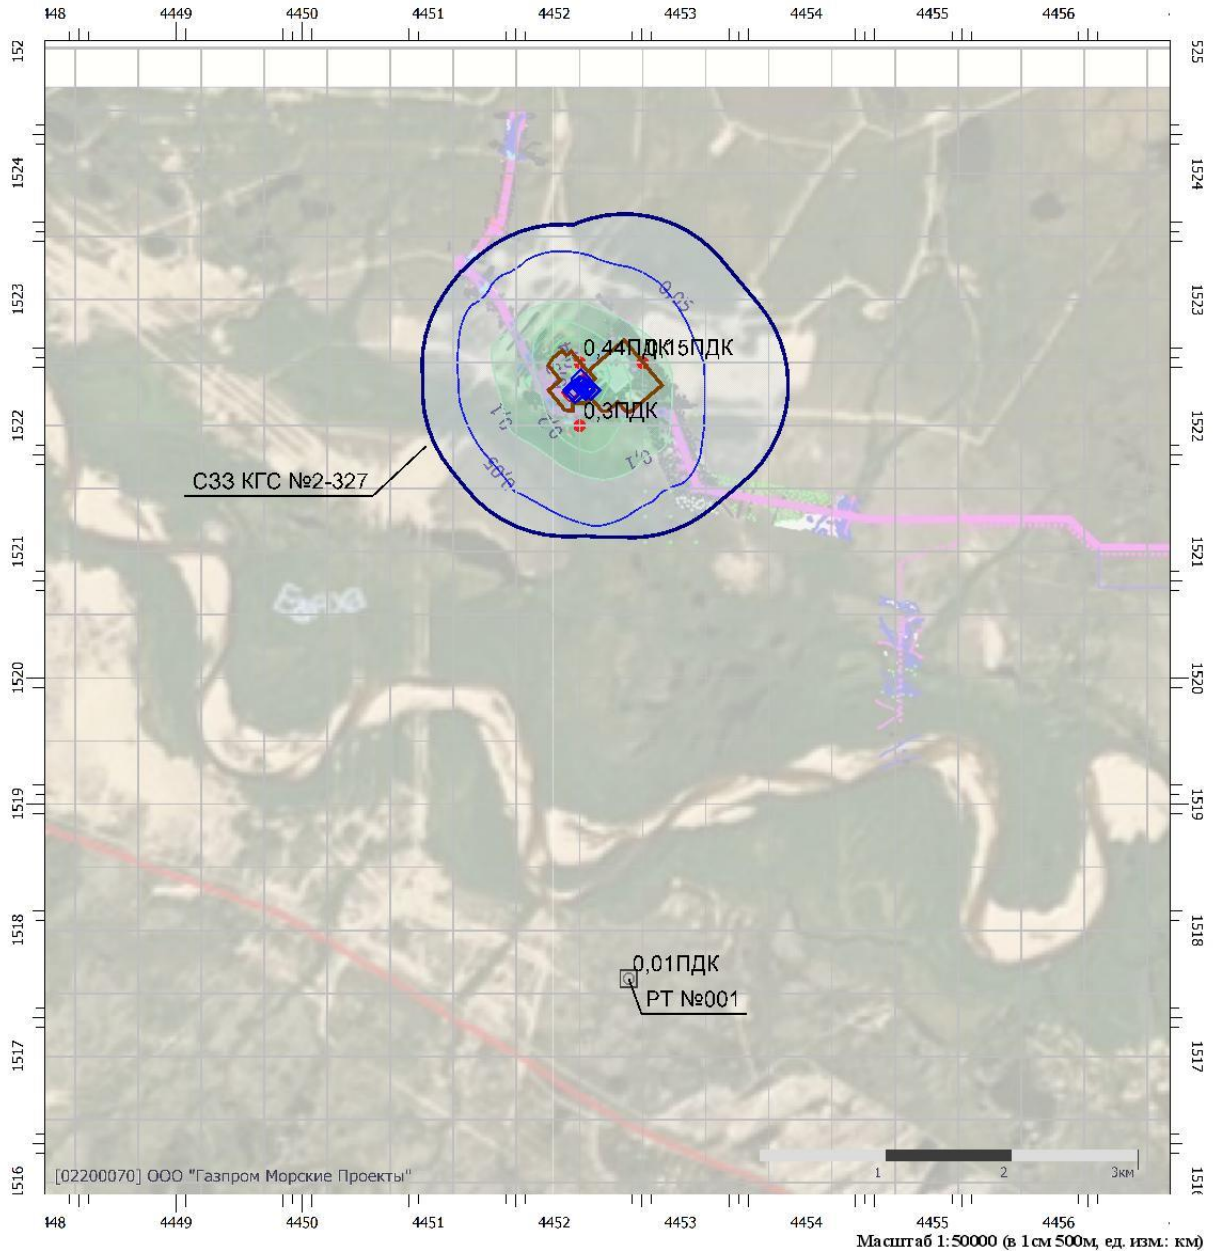 148 4449 4450 4451 4452 4453 4454 4455 4456
152 525
1524 1524
1523 1523
0,05
0,44ПДК 0,15ПДК
0,3ПДК
1522 1522
0,1 0,1
0,05
СЗЗ КГС №2-327
1521 1521
1520 1520
1519 1519
1518 1518
0,01ПДК
РТ №001
1517 1517
[02200070] ООО "Газпром Морские Проекты"
1 2 3км
1516 1516
148 4449 4450 4451 4452 4453 4454 4455 4456
Масштаб 1:50000 (в 1см 500м, ед. изм.: км)